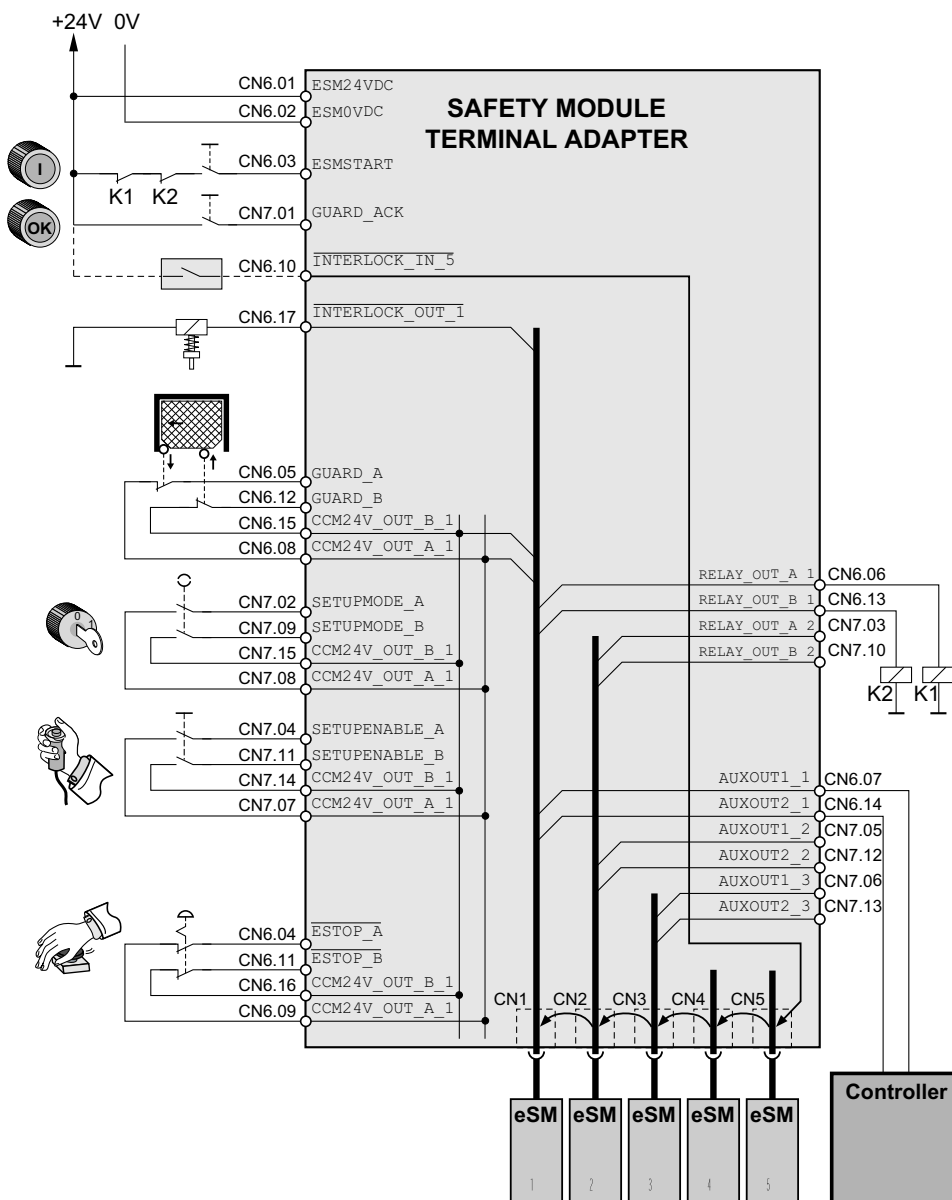 +24V 0V
CN6.01 ESM24VDC
CN6.02 ESM0VDC
SAFETY MODULE
TERMINAL ADAPTER
I
K1 K2
CN6.03 ESMSTART
OK
CN7.01 GUARD_ACK
CN6.10 INTERLOCK_IN_5
CN6.17 INTERLOCK_OUT_1
CN6.05 GUARD_A
CN6.12 GUARD_B
CN6.15 CCM24V_OUT_B_1
CN6.08 CCM24V_OUT_A_1
RELAY_OUT_A 1 CN6.06
RELAY_OUT_B 1 CN6.13
RELAY_OUT_A 2 CN7.03
RELAY_OUT_B 2 CN7.10
K2 K1
0
1
CN7.02 SETUPMODE_A
CN7.09 SETUPMODE_B
CN7.15 CCM24V_OUT_B_1
CN7.08 CCM24V_OUT_A_1
CN7.04 SETUPENABLE_A
CN7.11 SETUPENABLE_B
CN7.14 CCM24V_OUT_B_1
CN7.07 CCM24V_OUT_A_1
AUXOUT1_1 CN6.07
AUXOUT2_1 CN6.14
AUXOUT1_2 CN7.05
AUXOUT2_2 CN7.12
AUXOUT1_3 CN7.06
AUXOUT2_3 CN7.13
CN6.04 ESTOP_A
CN6.11 ESTOP_B
CN6.16 CCM24V_OUT_B_1
CN6.09 CCM24V_OUT_A_1
CN1 CN2 CN3 CN4 CN5
eSM eSM eSM eSM eSM
1 2 3 4 5
Controller